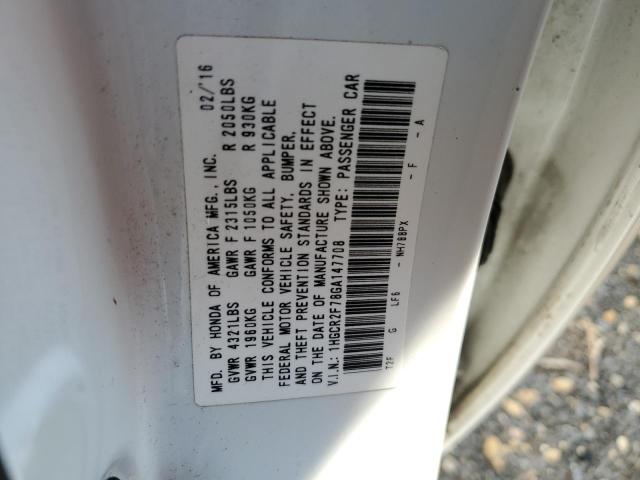 MFD. BY HONDA OF AMERICA MFG., INC. 02/'16
GVWR 4321LBS GAWR F 2315LBS R 2050LBS
GVWR 1960KG GAWR F 1050KG R 930KG
THIS VEHICLE CONFORMS TO ALL APPLICABLE
FEDERAL MOTOR VEHICLE SAFETY, BUMPER,
AND THEFT PREVENTION STANDARDS IN EFFECT
ON THE DATE OF MANUFACTURE SHOWN ABOVE.
V.I.N.: 1HGCR2F78GA147708 TYPE: PASSENGER CAR
T2F G LF6 - NH788PX - F - A